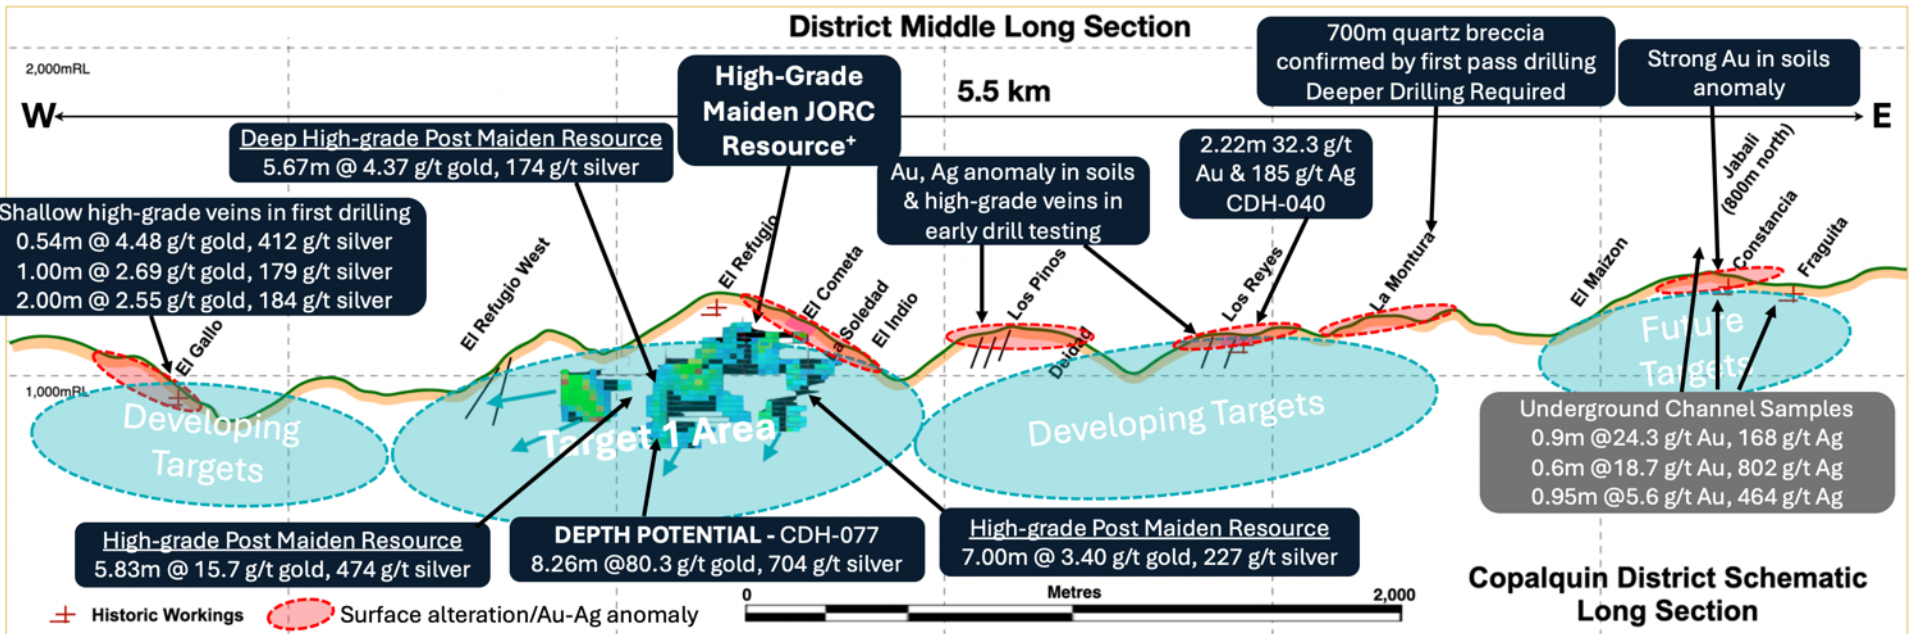 District Middle Long Section
2,000mRL
W
5.5 km
E
High-Grade
Maiden JORC
Resource+
700m quartz breccia
confirmed by first pass drilling
Deeper Drilling Required
Strong Au in soils
anomaly
Deep High-grade Post Maiden Resource
5.67m @ 4.37 g/t gold, 174 g/t silver
Au, Ag anomaly in soils
& high-grade veins in
early drill testing
2.22m 32.3 g/t
Au & 185 g/t Ag
CDH-040
Shallow high-grade veins in first drilling
0.54m @ 4.48 g/t gold, 412 g/t silver
1.00m @ 2.69 g/t gold, 179 g/t silver
2.00m @ 2.55 g/t gold, 184 g/t silver
El Gallo
El Refugio West
El Refugio
El Cometa
La Soledad
El Indio
Los Pinos
Deidad
Los Reyes
La Montura
El Maizon
Jabali
(800m north)
Constancia
Fraguita
1,000mRL
Developing
Targets
Target 1 Area
Developing Targets
Future
Targets
Underground Channel Samples
0.9m @24.3 g/t Au, 168 g/t Ag
0.6m @18.7 g/t Au, 802 g/t Ag
0.95m @5.6 g/t Au, 464 g/t Ag
High-grade Post Maiden Resource
5.83m @ 15.7 g/t gold, 474 g/t silver
DEPTH POTENTIAL - CDH-077
8.26m @80.3 g/t gold, 704 g/t silver
High-grade Post Maiden Resource
7.00m @ 3.40 g/t gold, 227 g/t silver
Historic Workings
Surface alteration/Au-Ag anomaly
0
Metres
2,000
Copalquin District Schematic
Long Section